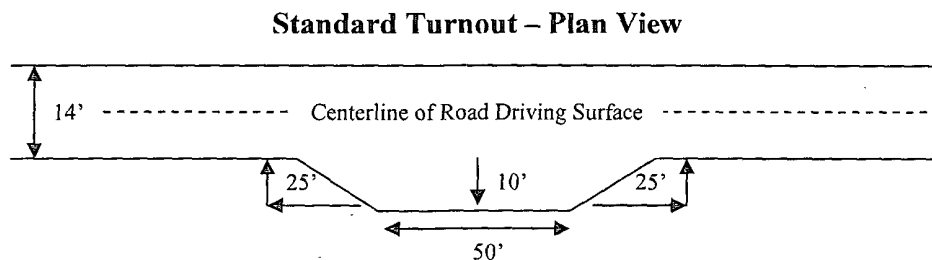 Standard Turnout – Plan View
14’
Centerline of Road Driving Surface
25’ 10’ 25’
50’